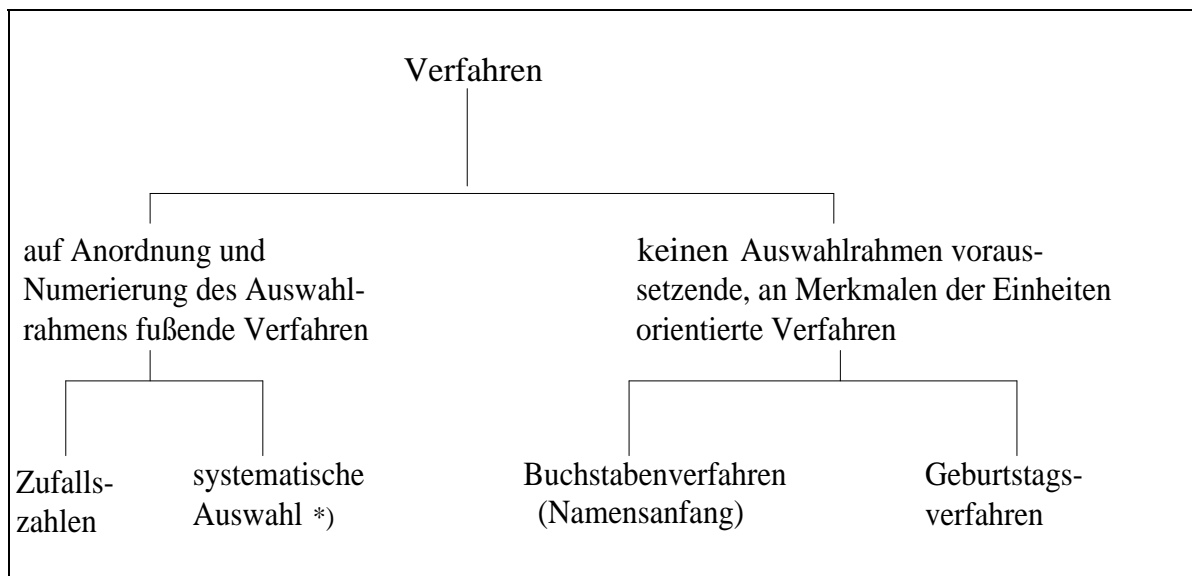 Verfahren
auf Anordnung und
Numerierung des Auswahl-
rahmens fußende Verfahren
keinen Auswahlrahmen voraus-
setzende, an Merkmalen der Einheiten
orientierte Verfahren
Zufalls-
zahlen
systematische
Auswahl *)
Buchstabenverfahren
(Namensanfang)
Geburtstags-
verfahren